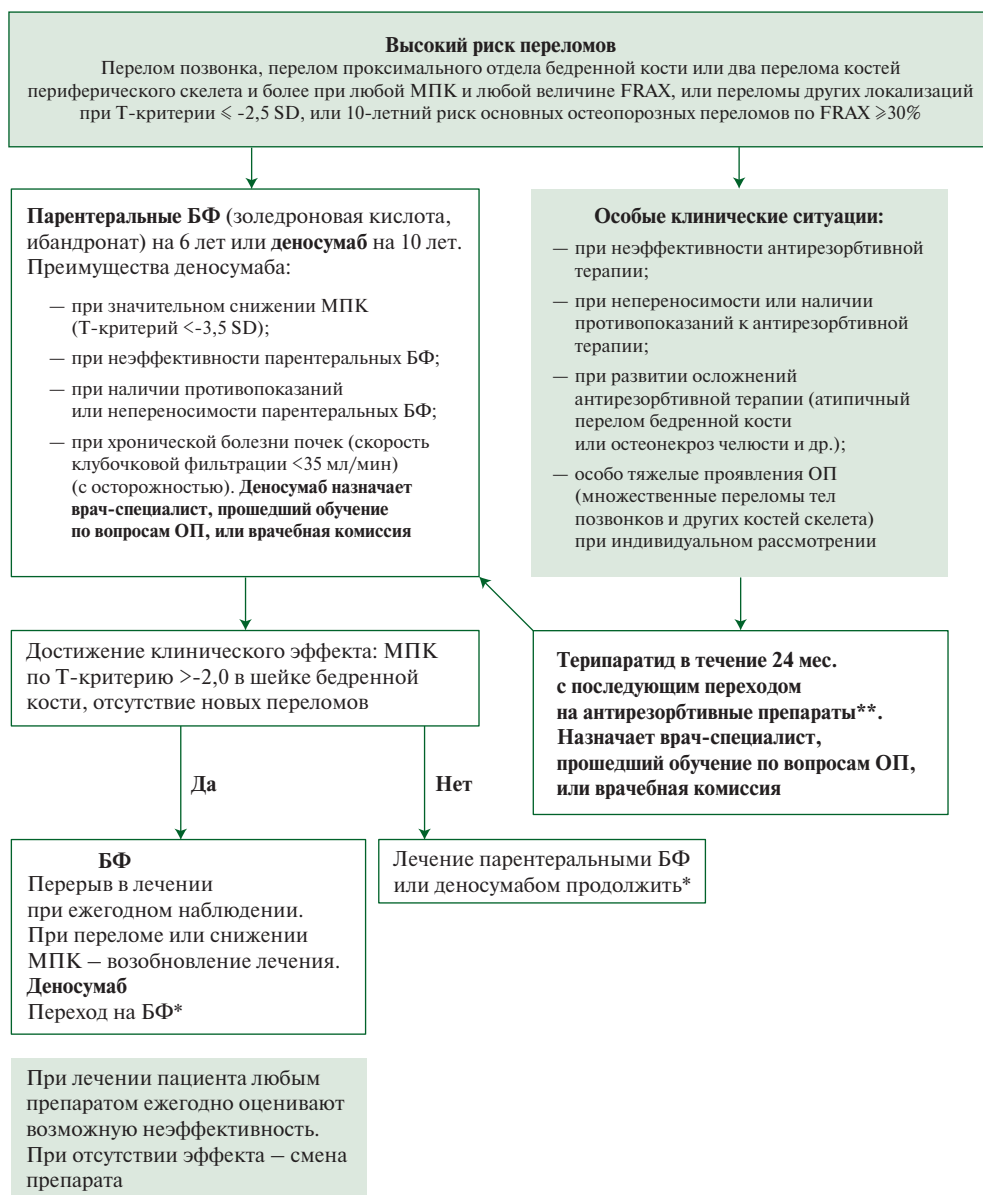 Высокий риск переломов
Перелом позвонка, перелом проксимального отдела бедренной кости или два перелома костей
периферического скелета и более при любой МПК и любой величине FRAX, или переломы других локализаций
при Т-критерии ⩽ -2,5 SD, или 10-летний риск основных остеопорозных переломов по FRAX ⩾30%
Парентеральные БФ (золедроновая кислота,
ибандронат) на 6 лет или деносумаб на 10 лет.
Преимущества деносумаба:
— при значительном снижении МПК
(Т-критерий <-3,5 SD);
— при неэффективности парентеральных БФ;
— при наличии противопоказаний
или непереносимости парентеральных БФ;
— при хронической болезни почек (скорость
клубочковой фильтрации <35 мл/мин)
(с осторожностью). Деносумаб назначает
врач-специалист, прошедший обучение
по вопросам ОП, или врачебная комиссия
Особые клинические ситуации:
— при неэффективности антирезорбтивной
терапии;
— при непереносимости или наличии
противопоказаний к антирезорбтивной
терапии;
— при развитии осложнений
антирезорбтивной терапии (атипичный
перелом бедренной кости
или остеонекроз челюсти и др.);
— особо тяжелые проявления ОП
(множественные переломы тел
позвонков и других костей скелета)
при индивидуальном рассмотрении
Достижение клинического эффекта: МПК
по Т-критерию >-2,0 в шейке бедренной
кости, отсутствие новых переломов
Терипаратид в течение 24 мес.
с последующим переходом
на антирезорбтивные препараты**.
Назначает врач-специалист,
прошедший обучение по вопросам ОП,
или врачебная комиссия
Да
Нет
БФ
Перерыв в лечении
при ежегодном наблюдении.
При переломе или снижении
МПК – возобновление лечения.
Деносумаб
Переход на БФ*
Лечение парентеральными БФ
или деносумабом продолжить*
При лечении пациента любым
препаратом ежегодно оценивают
возможную неэффективность.
При отсутствии эффекта – смена
препарата